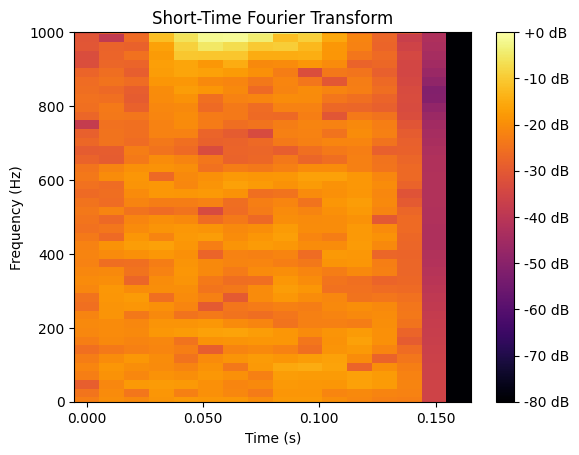 Short-Time Fourier Transform
1000
800
600
400
200
0
Frequency (Hz)
0.000
0.050
0.100
0.150
Time (s)
+0 dB
-10 dB
-20 dB
-30 dB
-40 dB
-50 dB
-60 dB
-70 dB
-80 dB